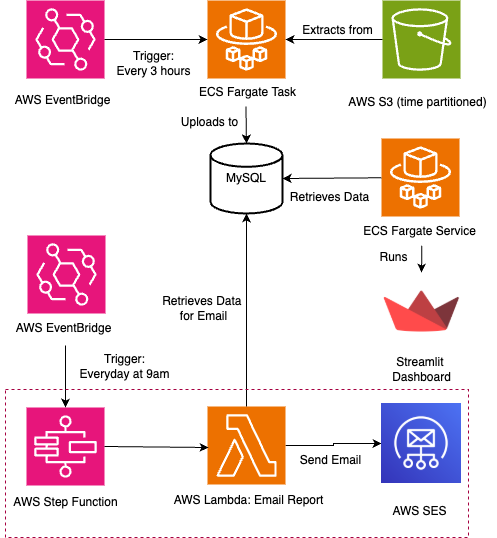 Trigger:
Every 3 hours
Extracts from
AWS EventBridge
ECS Fargate Task
AWS S3 (time partitioned)
Uploads to
MySQL
Retrieves Data
ECS Fargate Service
Runs
Retrieves Data
for Email
AWS EventBridge
Trigger:
Everyday at 9am
Streamlit
Dashboard
Send Email
AWS Step Function
AWS Lambda: Email Report
AWS SES